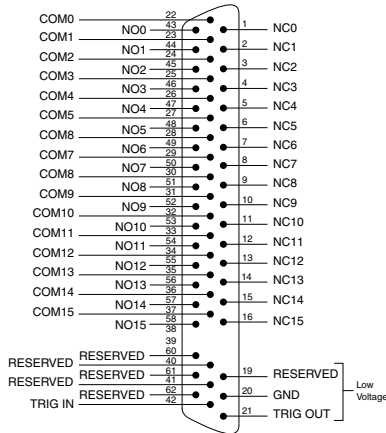 COM0 22
NO0 43 1 NC0
COM1 23
NO1 44 2 NC1
COM2 24
NO2 45 3 NC2
COM3 25
NO3 46 4 NC3
COM4 26
NO4 47 5 NC4
COM5 27
NO5 48 6 NC5
COM8 28
NO6 49 7 NC6
COM7 29
NO7 50 8 NC7
COM8 30
NO8 51 9 NC8
COM9 31
NO9 52 10 NC9
COM10 32
NO10 53 11 NC10
COM11 33
NO11 54 12 NC11
COM12 34
NO12 55 13 NC12
COM13 35
NO13 56 14 NC13
COM14 36
NO14 57 15 NC14
COM15 37
NO15 58 16 NC15
38
39
RESERVED 60
RESERVED 40
RESERVED 61 19 RESERVED
RESERVED 41
RESERVED 62 20 GND
TRIG IN 42
21 TRIG OUT
Low
Voltage